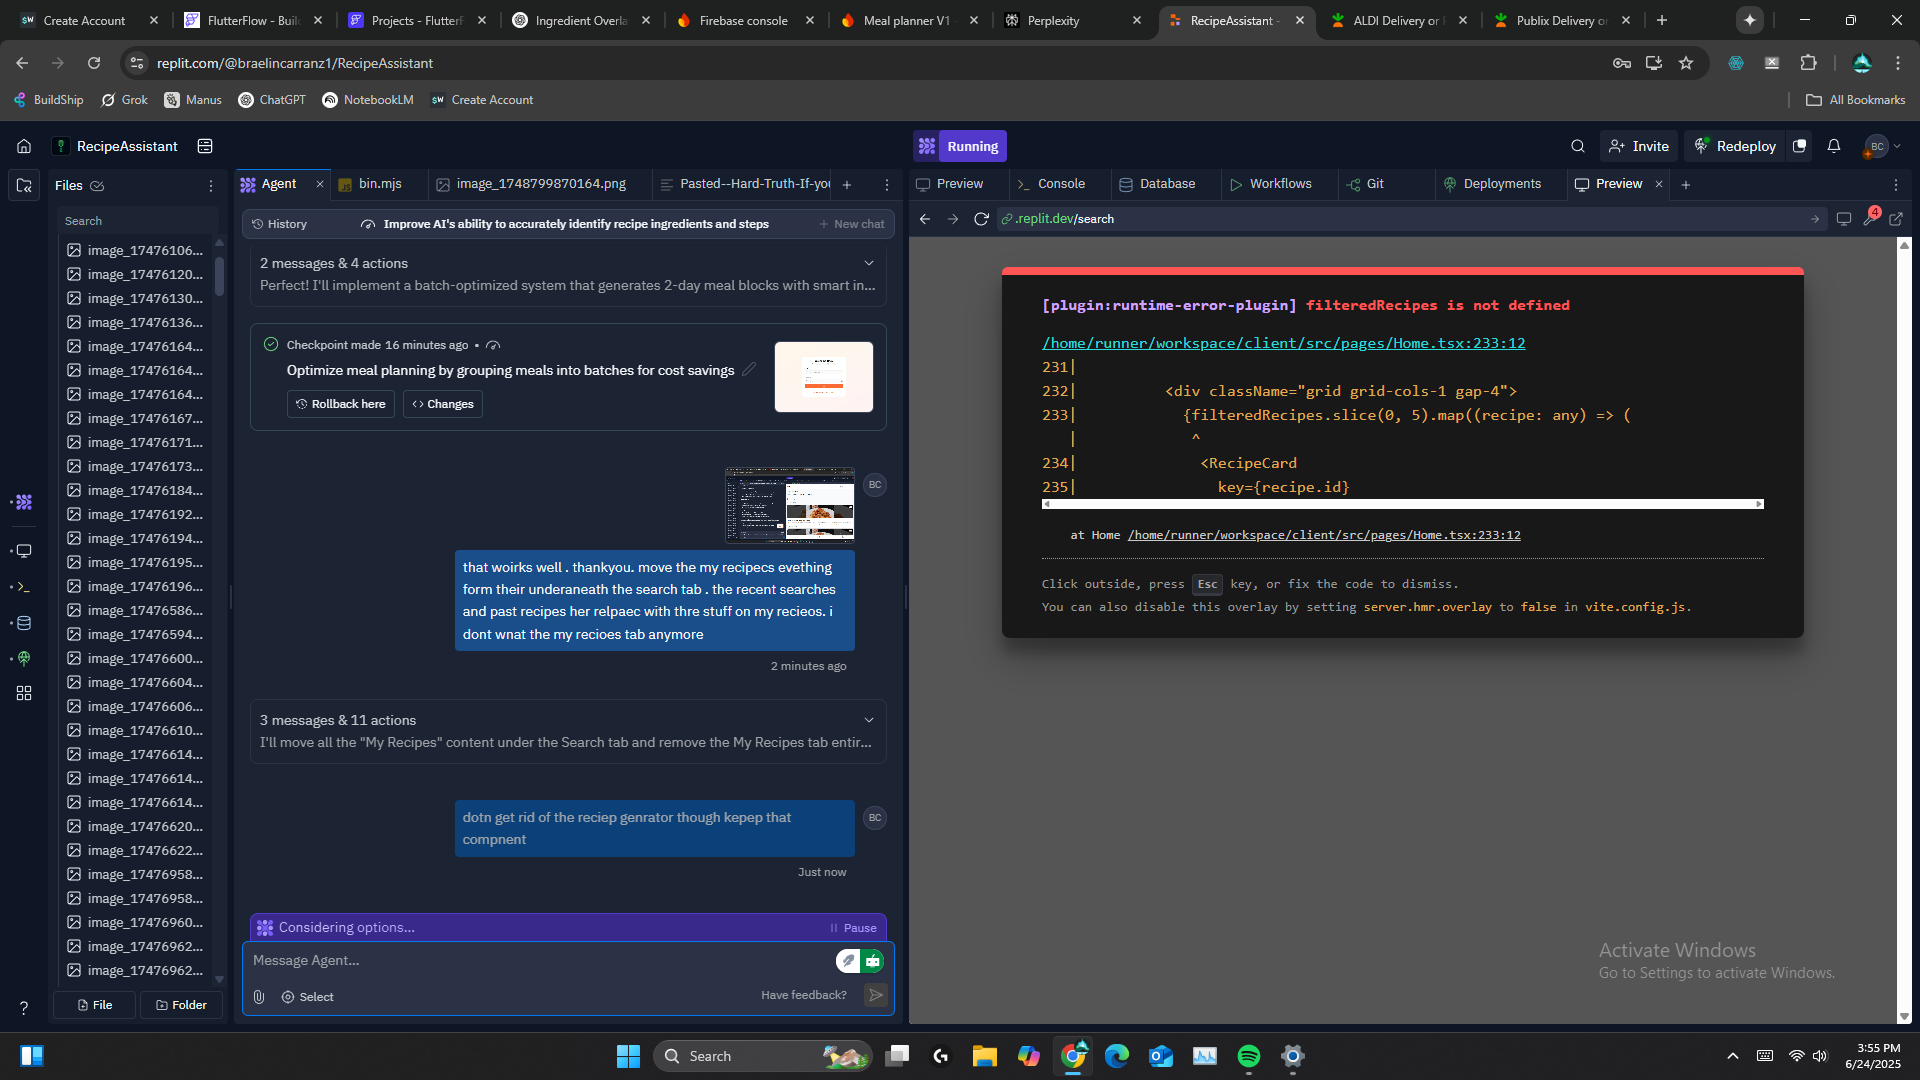 Create Account
FlutterFlow - Buil
Projects - FlutterF
Ingredient Overla
Firebase console
Meal planner V1
Perplexity
RecipeAssistant -
ALDI Delivery or
Publix Delivery or
replit.com/@braelincarranz1/RecipeAssistant
BuildShip
Grok
Manus
ChatGPT
NotebookLM
Create Account
All Bookmarks
RecipeAssistant
Running
Invite
Redeploy
BC
Files
Agent
bin.mjs
image_1748799870164.png
Pasted--Hard-Truth-If-you
Preview
Console
Database
Workflows
Git
Deployments
Preview
Search
History
Improve AI's ability to accurately identify recipe ingredients and steps
New chat
.replit.dev/search
4
image_17476106...
image_17476120...
image_17476130...
image_17476136...
image_17476164...
image_17476164...
image_17476164...
image_17476167...
image_17476171...
image_17476173...
image_17476184...
image_17476192...
image_17476194...
image_17476195...
image_17476196...
image_17476586...
image_17476594...
image_17476600...
image_17476604...
image_17476606...
image_17476610...
image_17476614...
image_17476614...
image_17476614...
image_17476620...
image_17476622...
image_17476958...
image_17476958...
image_17476960...
image_17476962...
image_17476962...
File
Folder
2 messages & 4 actions
Perfect! I'll implement a batch-optimized system that generates 2-day meal blocks with smart in...
Checkpoint made 16 minutes ago •
Optimize meal planning by grouping meals into batches for cost savings
Rollback here
Changes
BC
that woirks well . thankyou. move the my recipecs evething
form their underaneath the search tab . the recent searches
and past recipes her relpaec with thre stuff on my recieos. i
dont wnat the my recioes tab anymore
2 minutes ago
3 messages & 11 actions
I'll move all the "My Recipes" content under the Search tab and remove the My Recipes tab entir...
dotn get rid of the reciep genrator though kepep that
compnent
BC
Just now
Considering options...
Pause
Message Agent...
Select
Have feedback?
[plugin:runtime-error-plugin] filteredRecipes is not defined
/home/runner/workspace/client/src/pages/Home.tsx:233:12
231|
232| <div className="grid grid-cols-1 gap-4">
233| {filteredRecipes.slice(0, 5).map((recipe: any) => (
| ^
234| <RecipeCard
235| key={recipe.id}
at Home /home/runner/workspace/client/src/pages/Home.tsx:233:12
Click outside, press Esc key, or fix the code to dismiss.
You can also disable this overlay by setting server.hmr.overlay to false in vite.config.js.
Activate Windows
Go to Settings to activate Windows.
Search
3:55 PM
6/24/2025